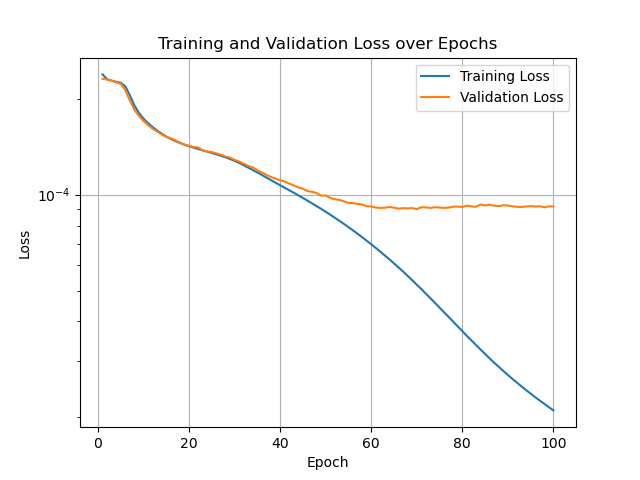 Training and Validation Loss over Epochs
Training Loss
Validation Loss
10⁻⁴
Loss
0 20 40 60 80 100
Epoch